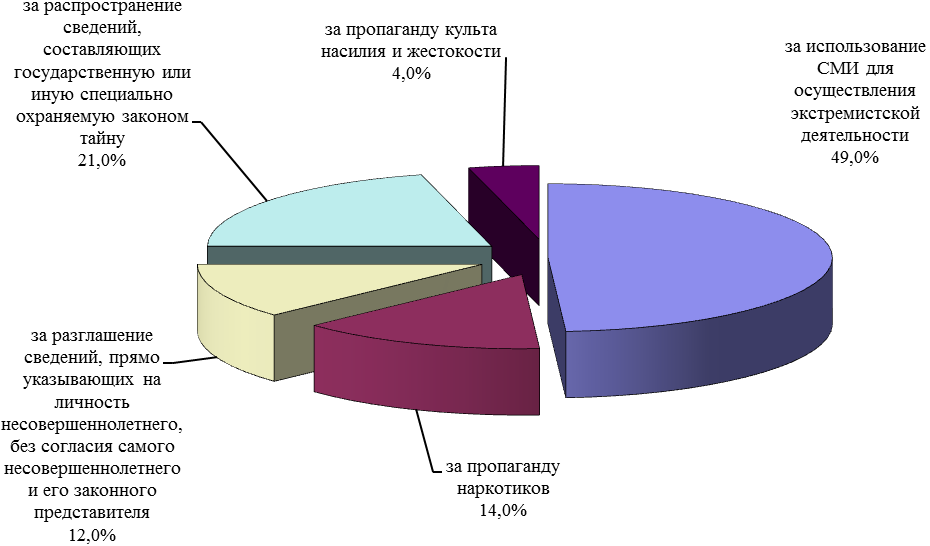 за распространение
сведений,
составляющих
государственную или
иную специально
охраняемую законом
тайну
21,0%
за пропаганду культа
насилия и жестокости
4,0%
за использование
СМИ для
осуществления
экстремистской
деятельности
49,0%
за разглашение
сведений, прямо
указывающих на
личность
несовершеннолетнего,
без согласия самого
несовершеннолетнего
и его законного
представителя
12,0%
за пропаганду
наркотиков
14,0%